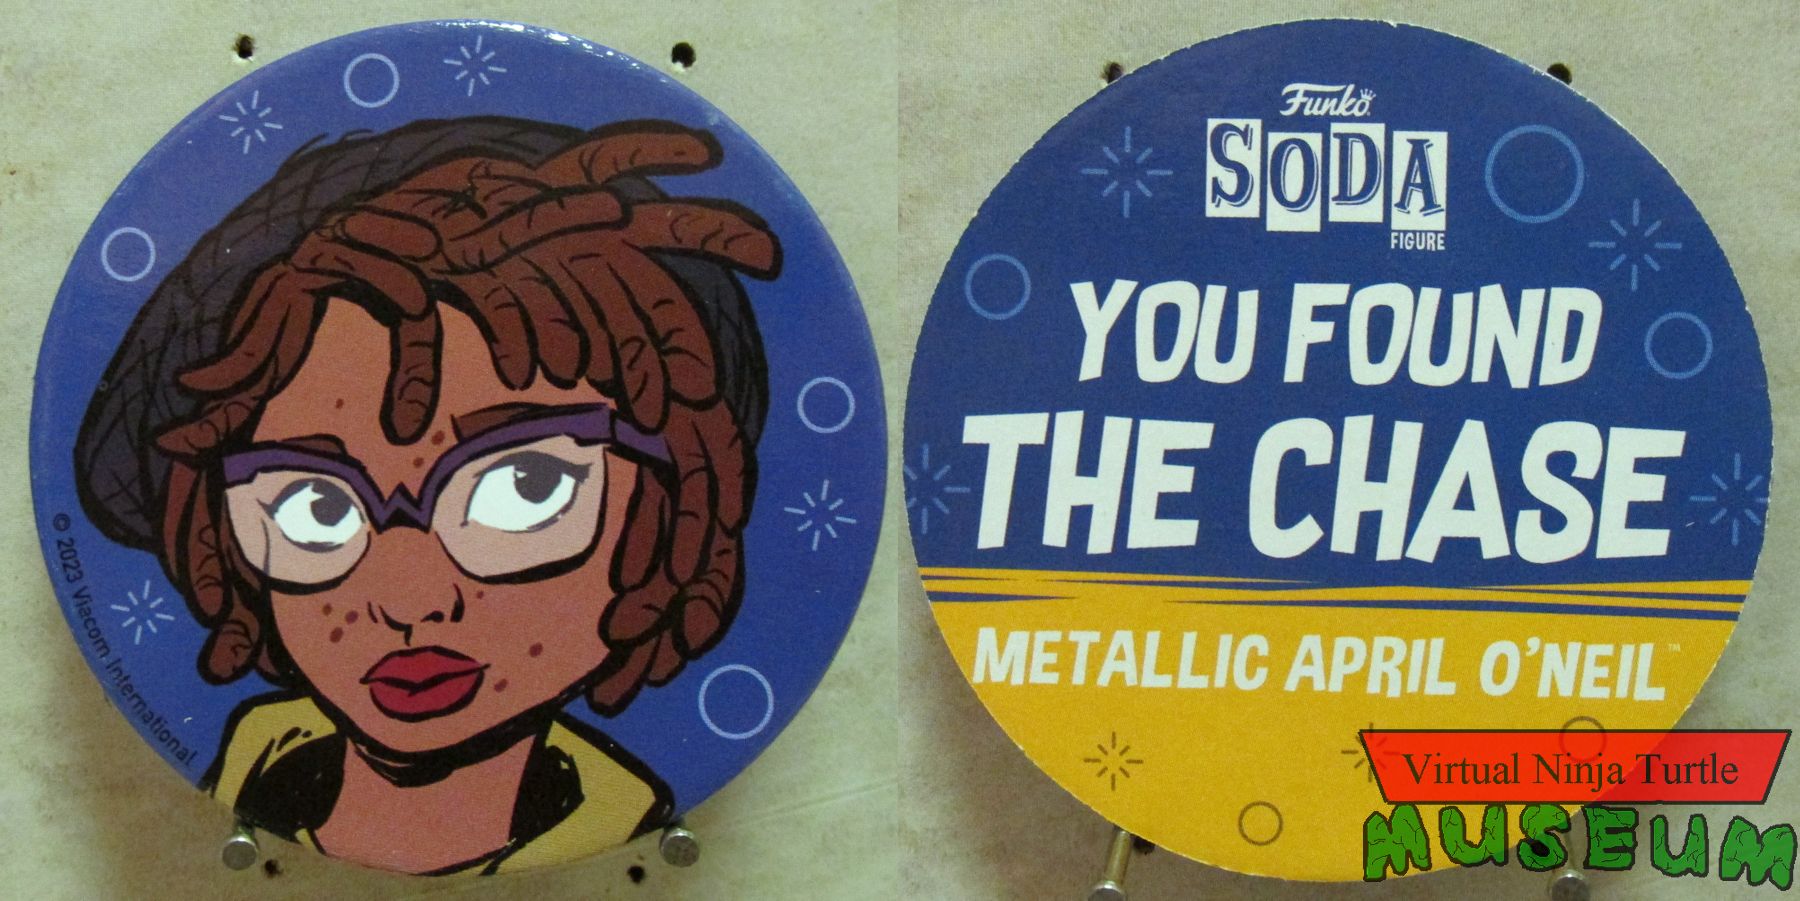 © 2023 Viacom International
Funko
SODA
FIGURE
YOU FOUND
THE CHASE
METALLIC APRIL O'NEIL™
Virtual Ninja Turtle
MUSEUM